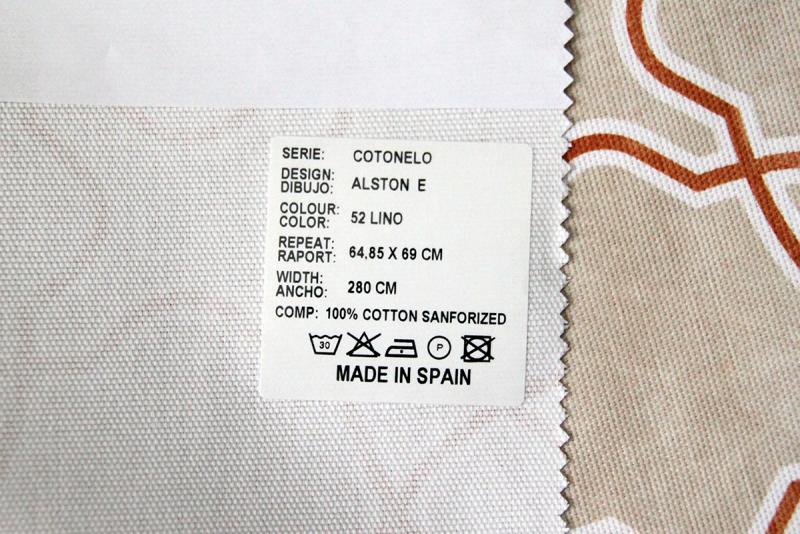 SERIE: COTONELO
DESIGN:
DIBUJO: ALSTON E
COLOUR:
COLOR: 52 LINO
REPEAT:
RAPORT: 64,85 X 69 CM
WIDTH:
ANCHO: 280 CM
COMP: 100% COTTON SANFORIZED
30 P
MADE IN SPAIN